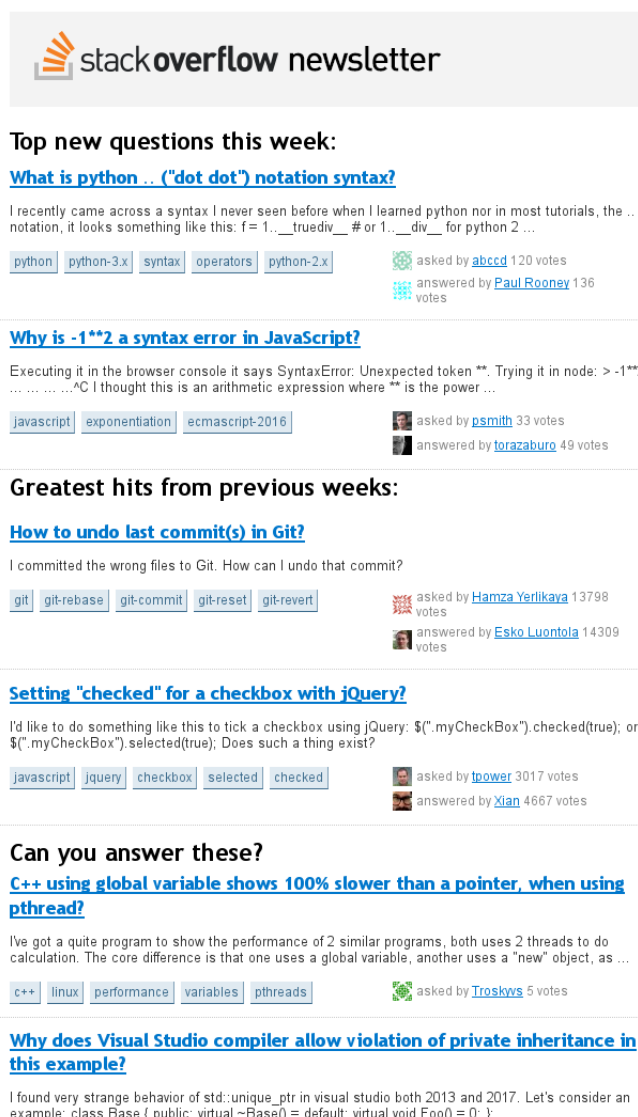 stackoverflow newsletter
Top new questions this week:
What is python .. ("dot dot") notation syntax?
I recently came across a syntax I never seen before when I learned python nor in most tutorials, the ..
notation, it looks something like this: f = 1..__truediv__ # or 1..__div__ for python 2 ...
python python-3.x syntax operators python-2.x
asked by abccd 120 votes
answered by Paul Rooney 136
votes
Why is -1**2 a syntax error in JavaScript?
Executing it in the browser console it says SyntaxError: Unexpected token **. Trying it in node: > -1**
... ... ... ...^C I thought this is an arithmetic expression where ** is the power ...
javascript exponentiation ecmascript-2016
asked by psmith 33 votes
answered by torazaburo 49 votes
Greatest hits from previous weeks:
How to undo last commit(s) in Git?
I committed the wrong files to Git. How can I undo that commit?
git git-rebase git-commit git-reset git-revert
asked by Hamza Yerlikaya 13798
votes
answered by Esko Luontola 14309
votes
Setting "checked" for a checkbox with jQuery?
I'd like to do something like this to tick a checkbox using jQuery: $(".myCheckBox").checked(true); or
$(".myCheckBox").selected(true); Does such a thing exist?
javascript jquery checkbox selected checked
asked by tpower 3017 votes
answered by Xian 4667 votes
Can you answer these?
C++ using global variable shows 100% slower than a pointer, when using
pthread?
I've got a quite program to show the performance of 2 similar programs, both uses 2 threads to do
calculation. The core difference is that one uses a global variable, another uses a "new" object, as ...
c++ linux performance variables pthreads
asked by Troskyvs 5 votes
Why does Visual Studio compiler allow violation of private inheritance in
this example?
I found very strange behavior of std::unique_ptr in visual studio both 2013 and 2017. Let's consider an
example: class Base { public: virtual ~Base() = default; virtual void Foo() = 0; };